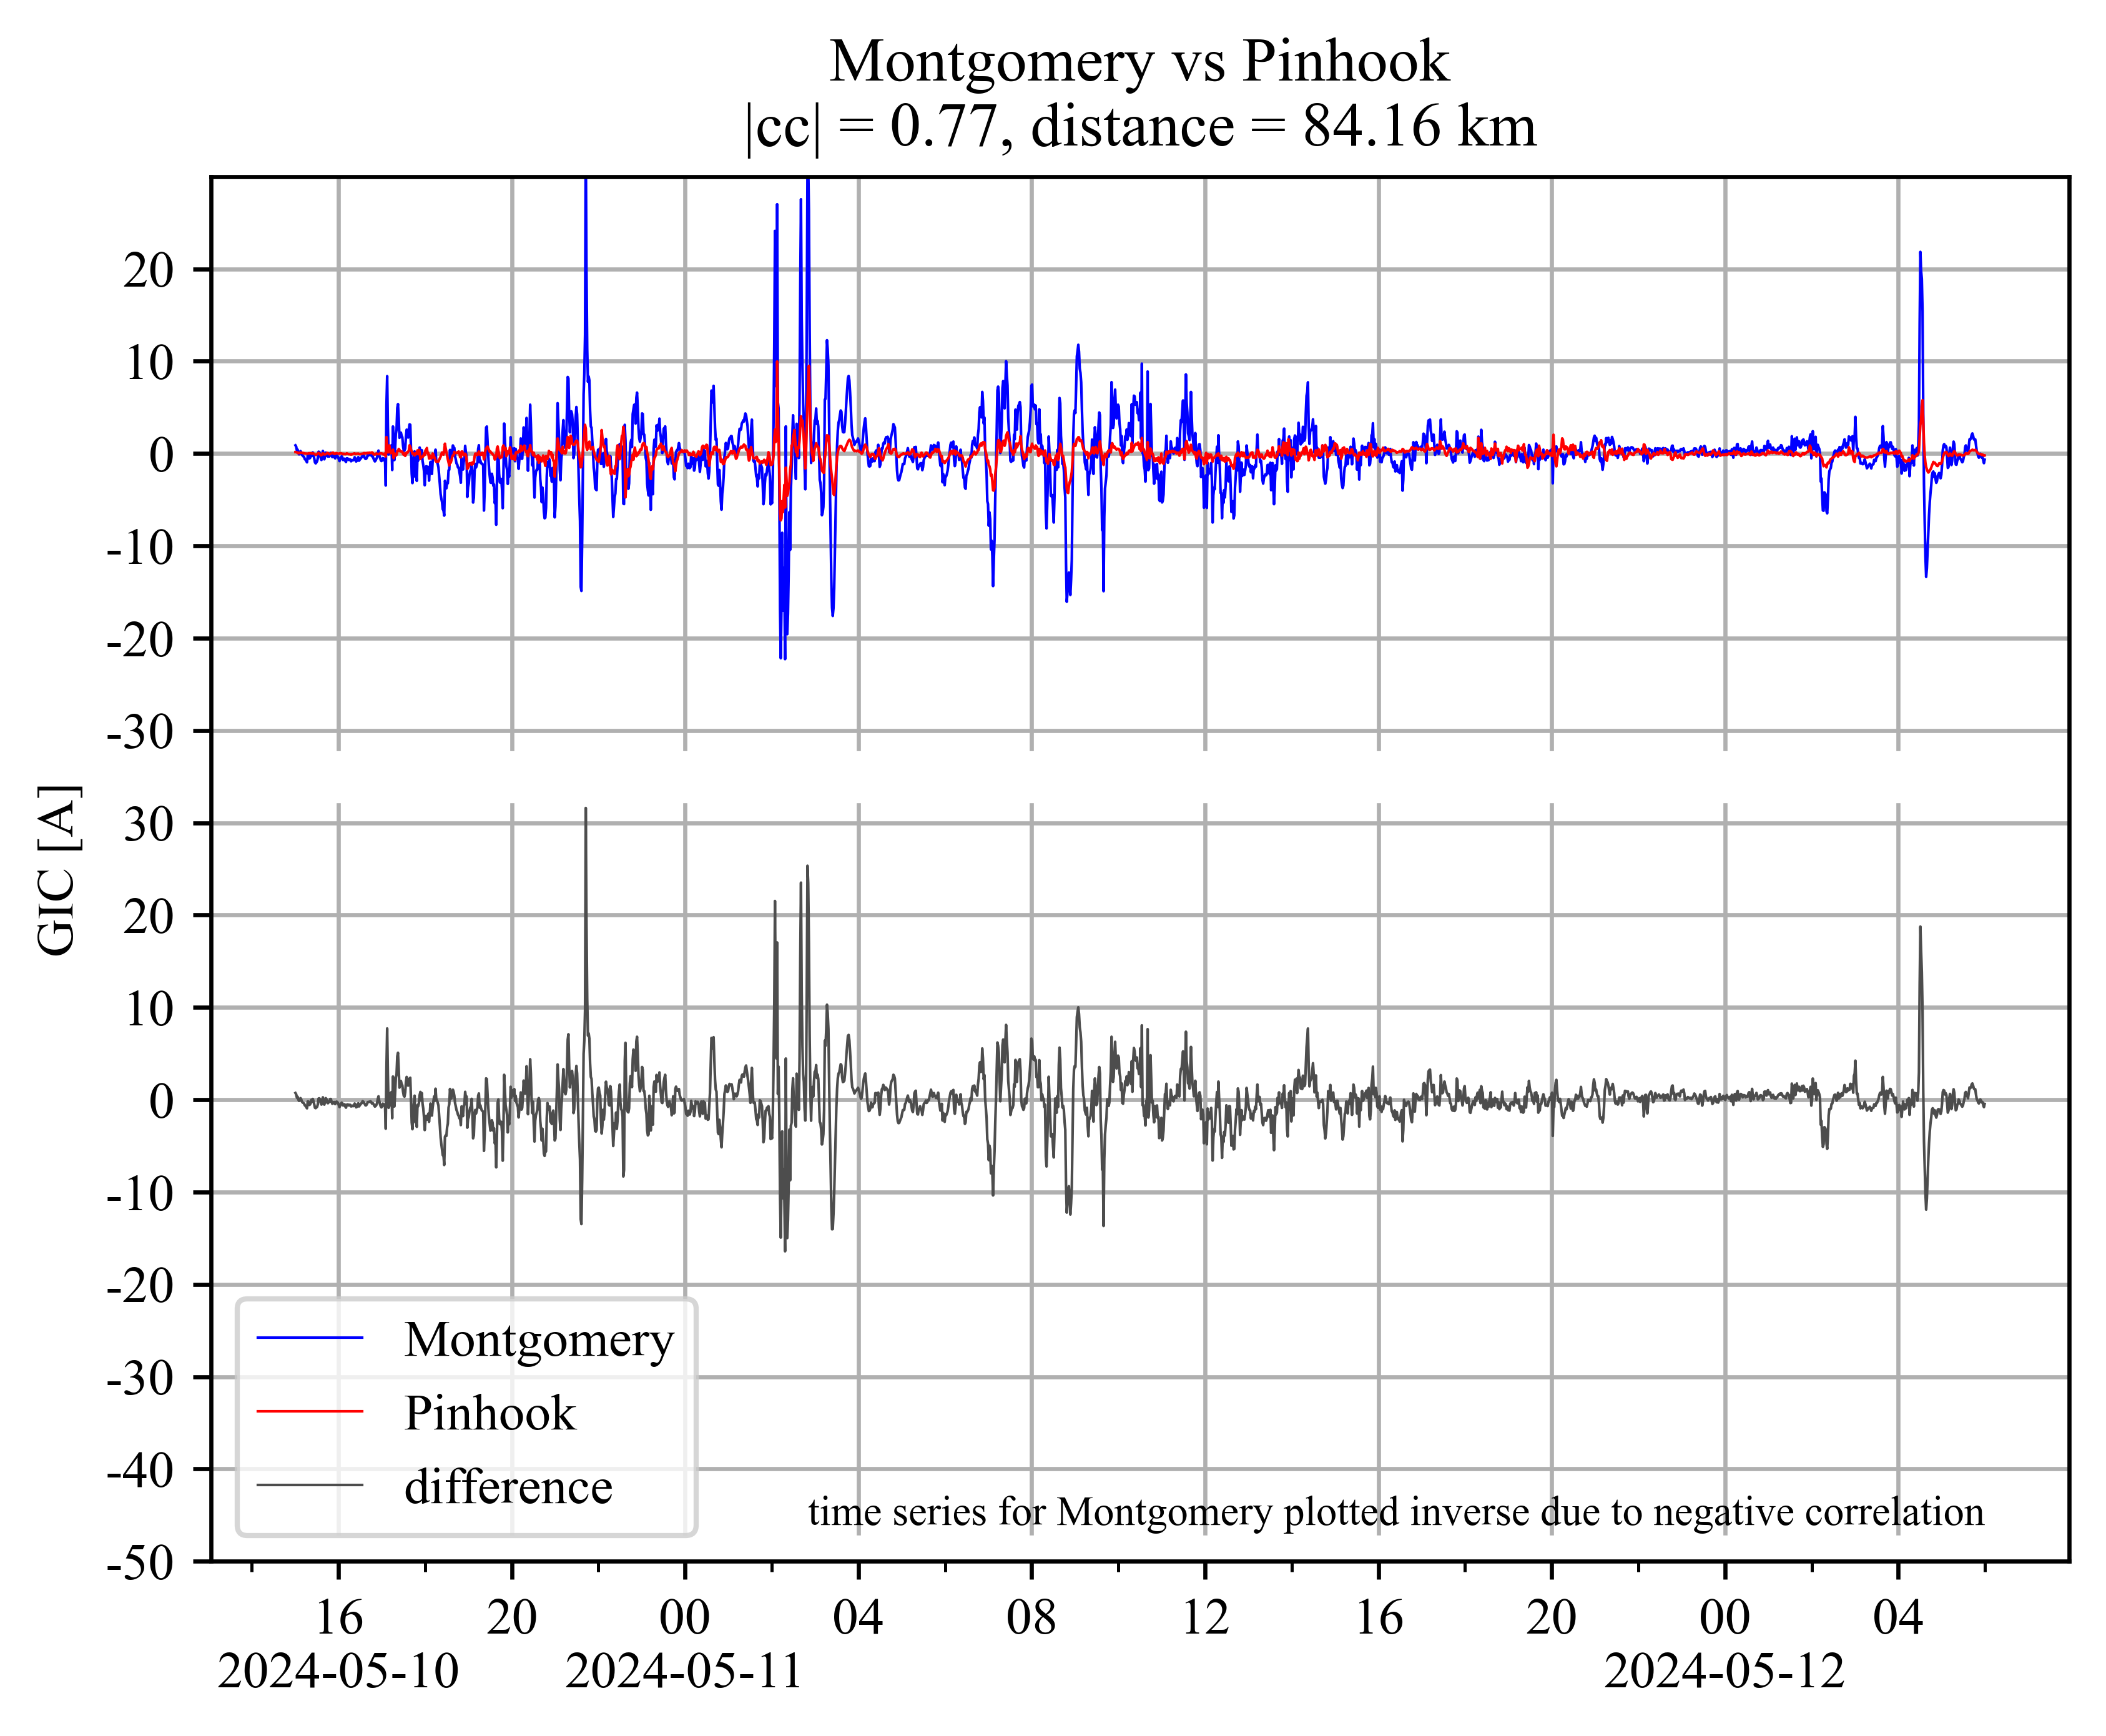 Montgomery vs Pinhook
|cc| = 0.77, distance = 84.16 km
20
10
0
-10
-20
-30
30
20
10
0
-10
-20
-30
-40
-50
GIC [A]
Montgomery
Pinhook
difference
time series for Montgomery plotted inverse due to negative correlation
16 20 00 04 08 12 16 20 00 04
2024-05-10 2024-05-11 2024-05-12